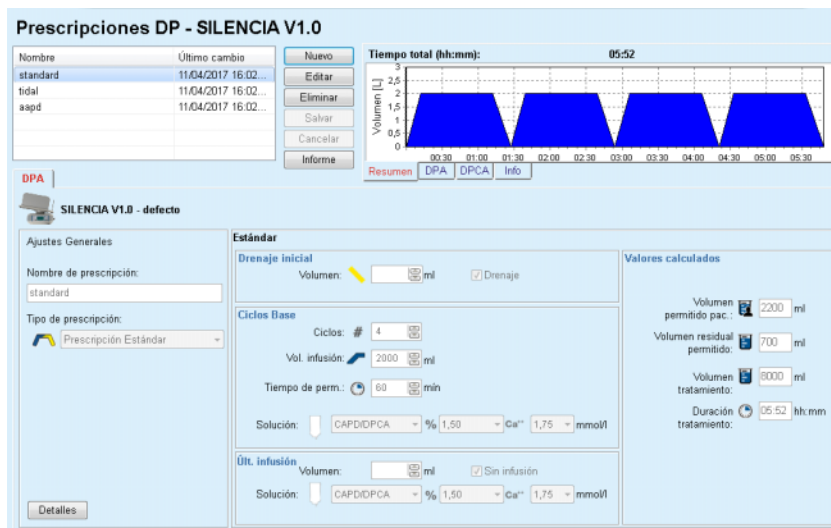 Prescripciones DP - SILENCIA V1.0
Nombre Último cambio
standard 11/04/2017 16:02...
tidal 11/04/2017 16:02...
aapd 11/04/2017 16:02...
Nuevo
Editar
Eliminar
Salvar
Cancelar
Informe
Tiempo total (hh:mm): 05:52
Volumen [L]
3
2,5
2
1,5
1
0,5
0
00:30 01:00 01:30 02:00 02:30 03:00 03:30 04:00 04:30 05:00 05:30
Resumen DPA DPCA Info
DPA
SILENCIA V1.0 - defecto
Ajustes Generales
Nombre de prescripción:
standard
Tipo de prescripción:
Prescripción Estándar
Detalles
Estándar
Drenaje inicial
Volumen: ml Drenaje
Ciclos Base
Ciclos: # 4
Vol. infusión: 2000 ml
Tiempo de perm.: 60 min
Solución: CAPD/DPCA % 1,50 Ca++ 1,75 mmol/l
Últ. infusión
Volumen: ml Sin infusión
Solución: CAPD/DPCA % 1,50 Ca++ 1,75 mmol/l
Valores calculados
Volumen
permitido pac.: 2200 ml
Volumen residual
permitido: 700 ml
Volumen
tratamiento: 8000 ml
Duración
tratamiento: 05:52 hh:mm